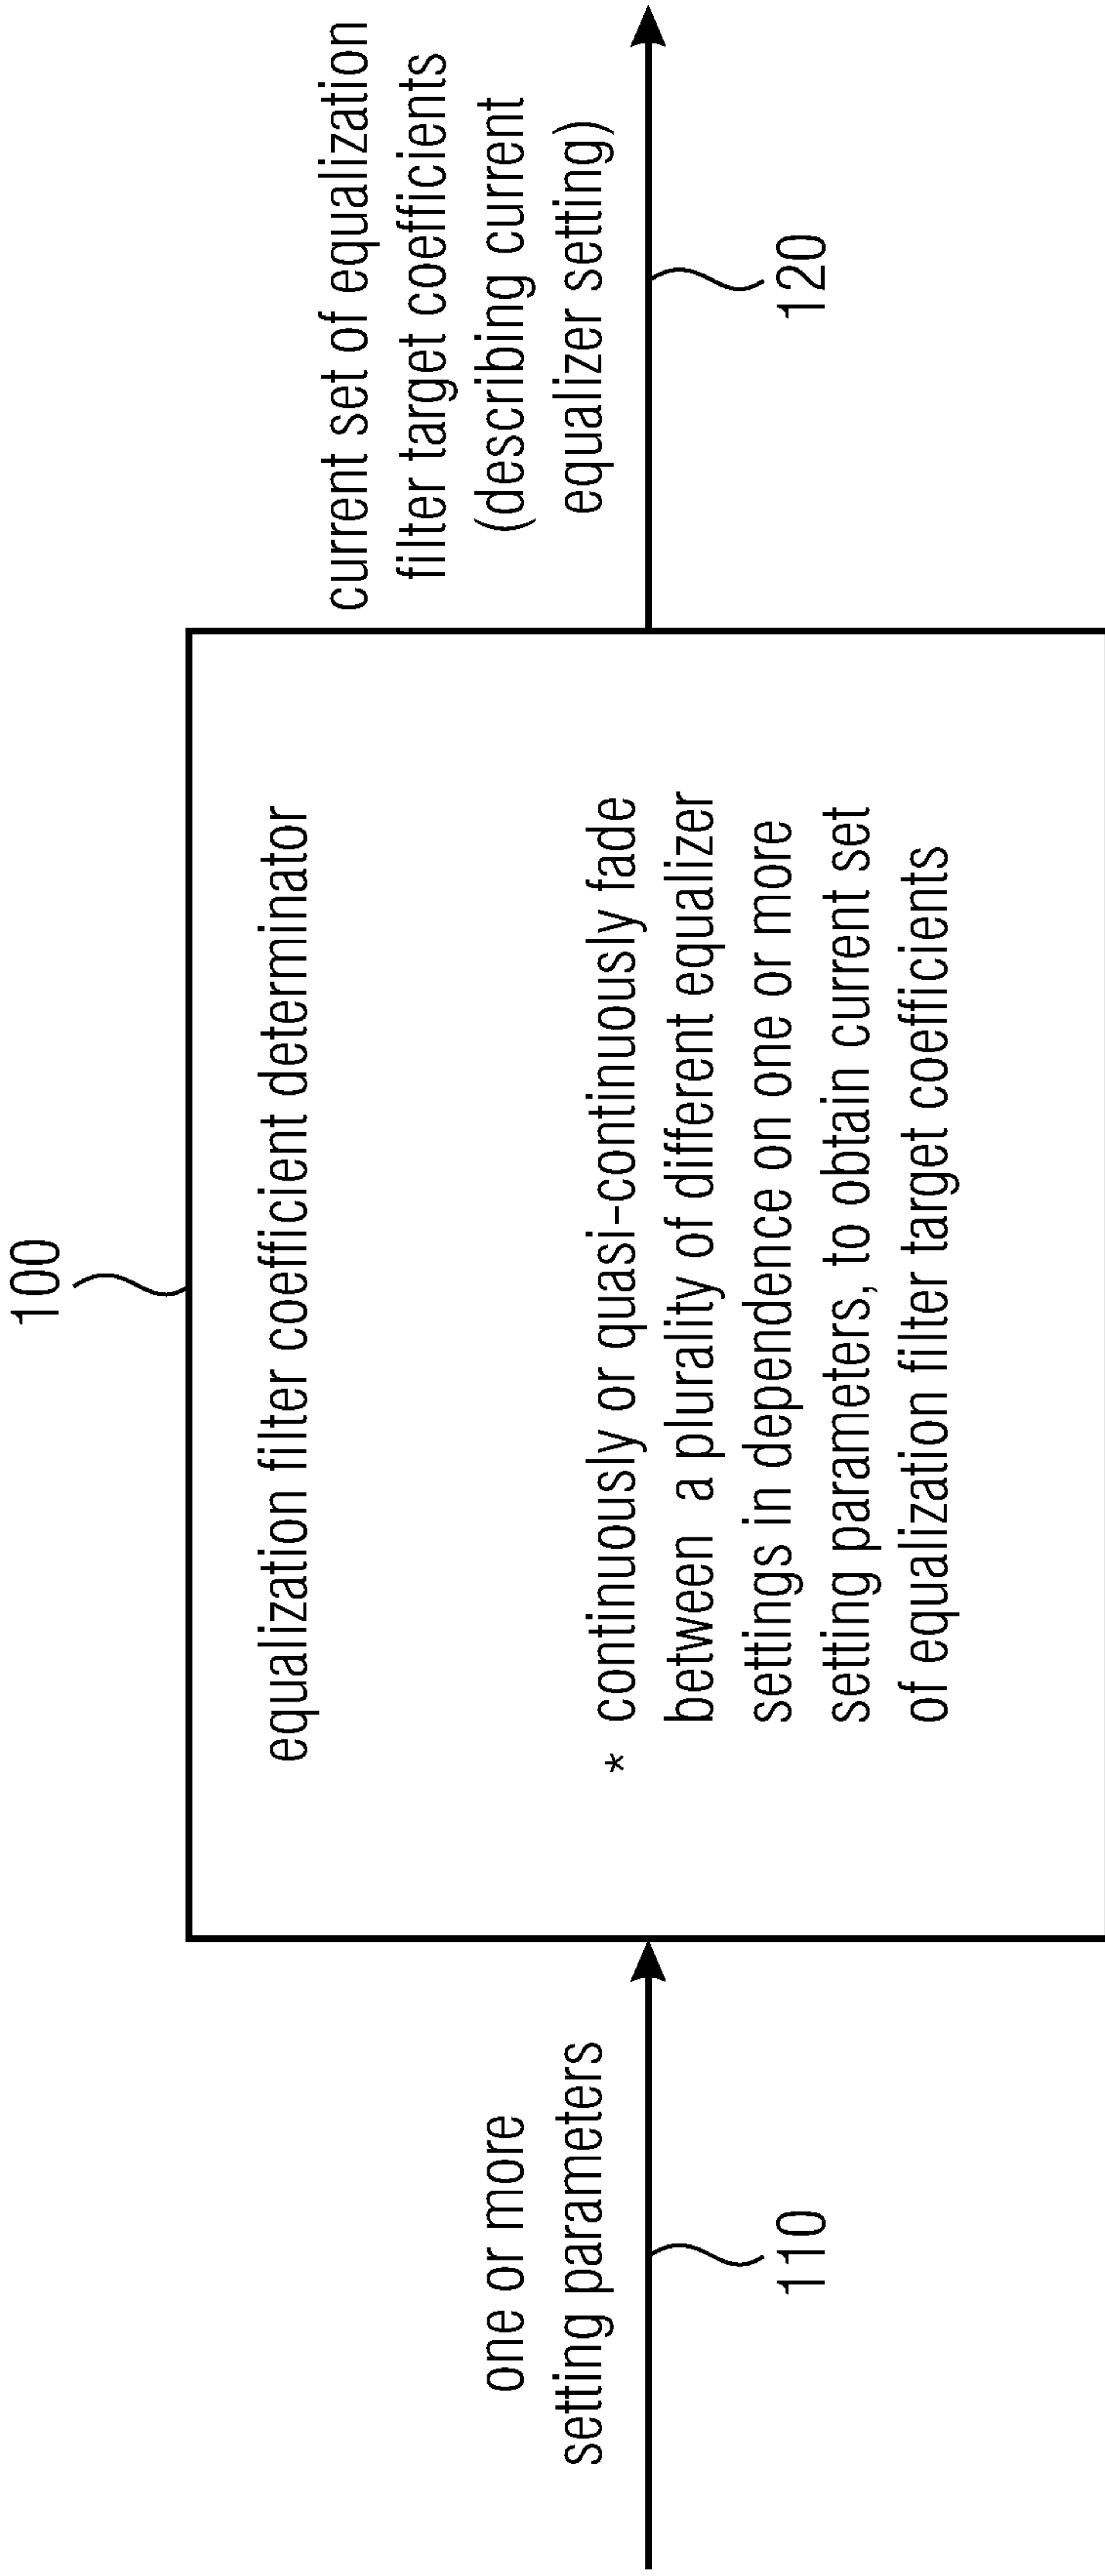 100
equalization filter coefficient determinator
* continuously or quasi-continuously fade
between a plurality of different equalizer
settings in dependence on one or more
setting parameters, to obtain current set
of equalization filter target coefficients
one or more
setting parameters
110
current set of equalization
filter target coefficients
(describing current
equalizer setting)
120